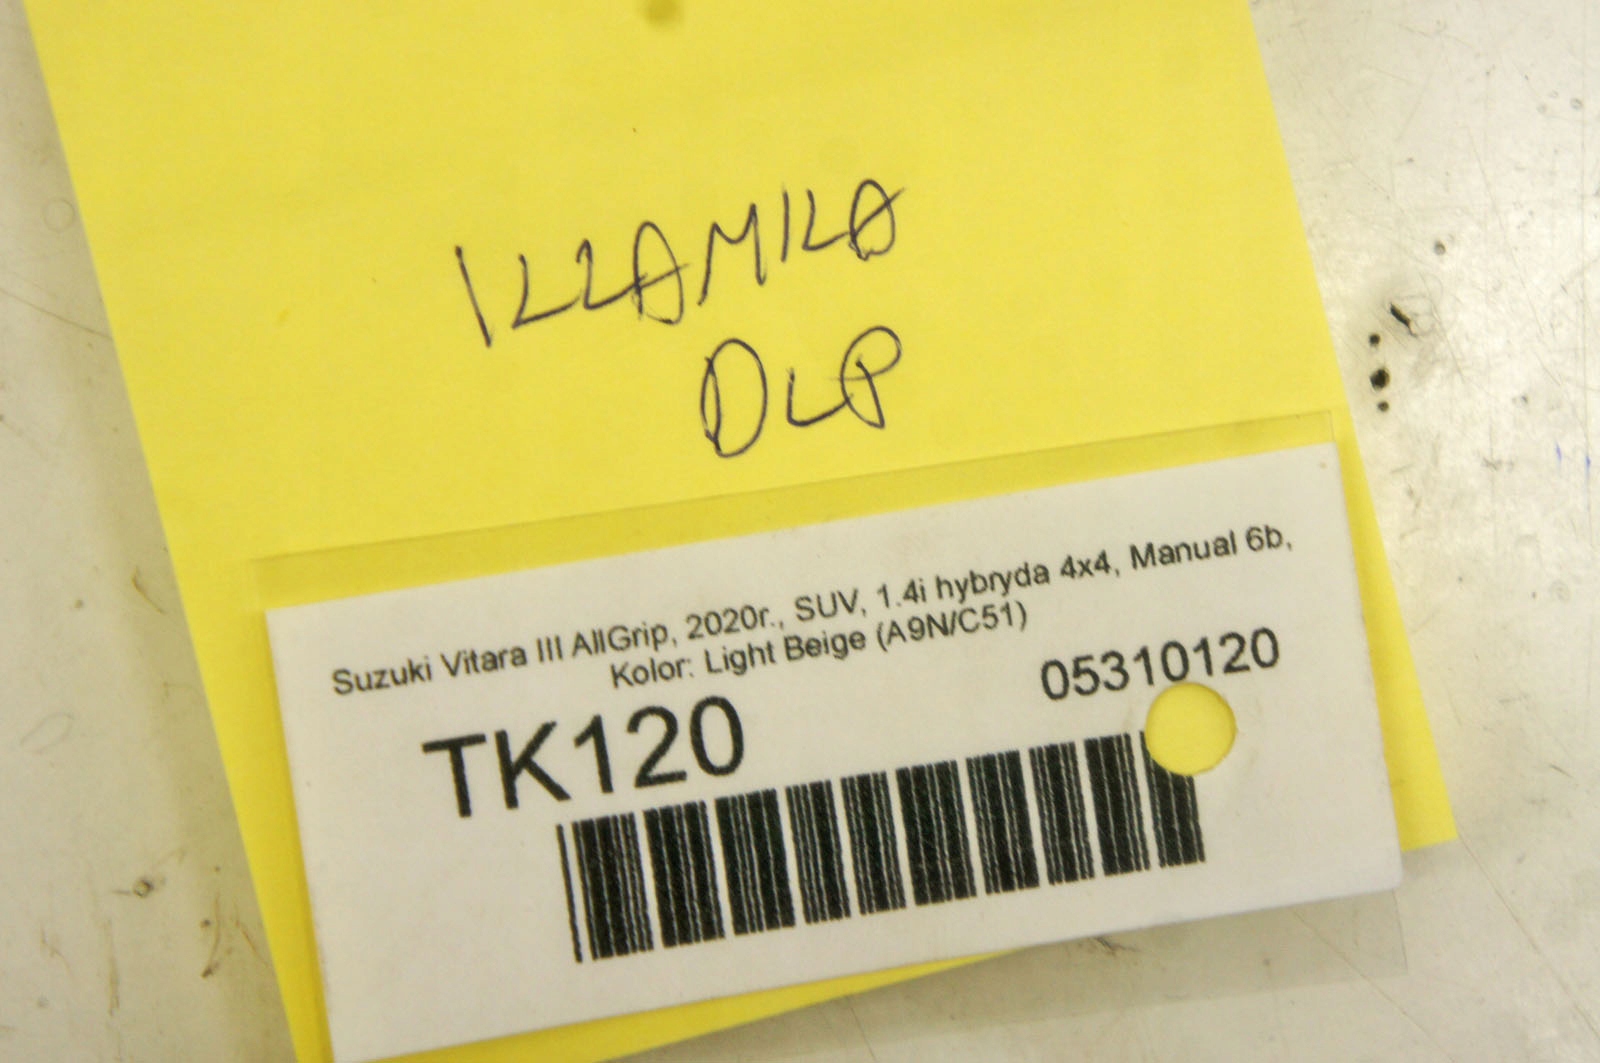 ILLAMILA
DLP
Suzuki Vitara III AllGrip, 2020r., SUV, 1.4i hybryda 4x4, Manual 6b,
Kolor: Light Beige (A9N/C51)
05310120
TK120